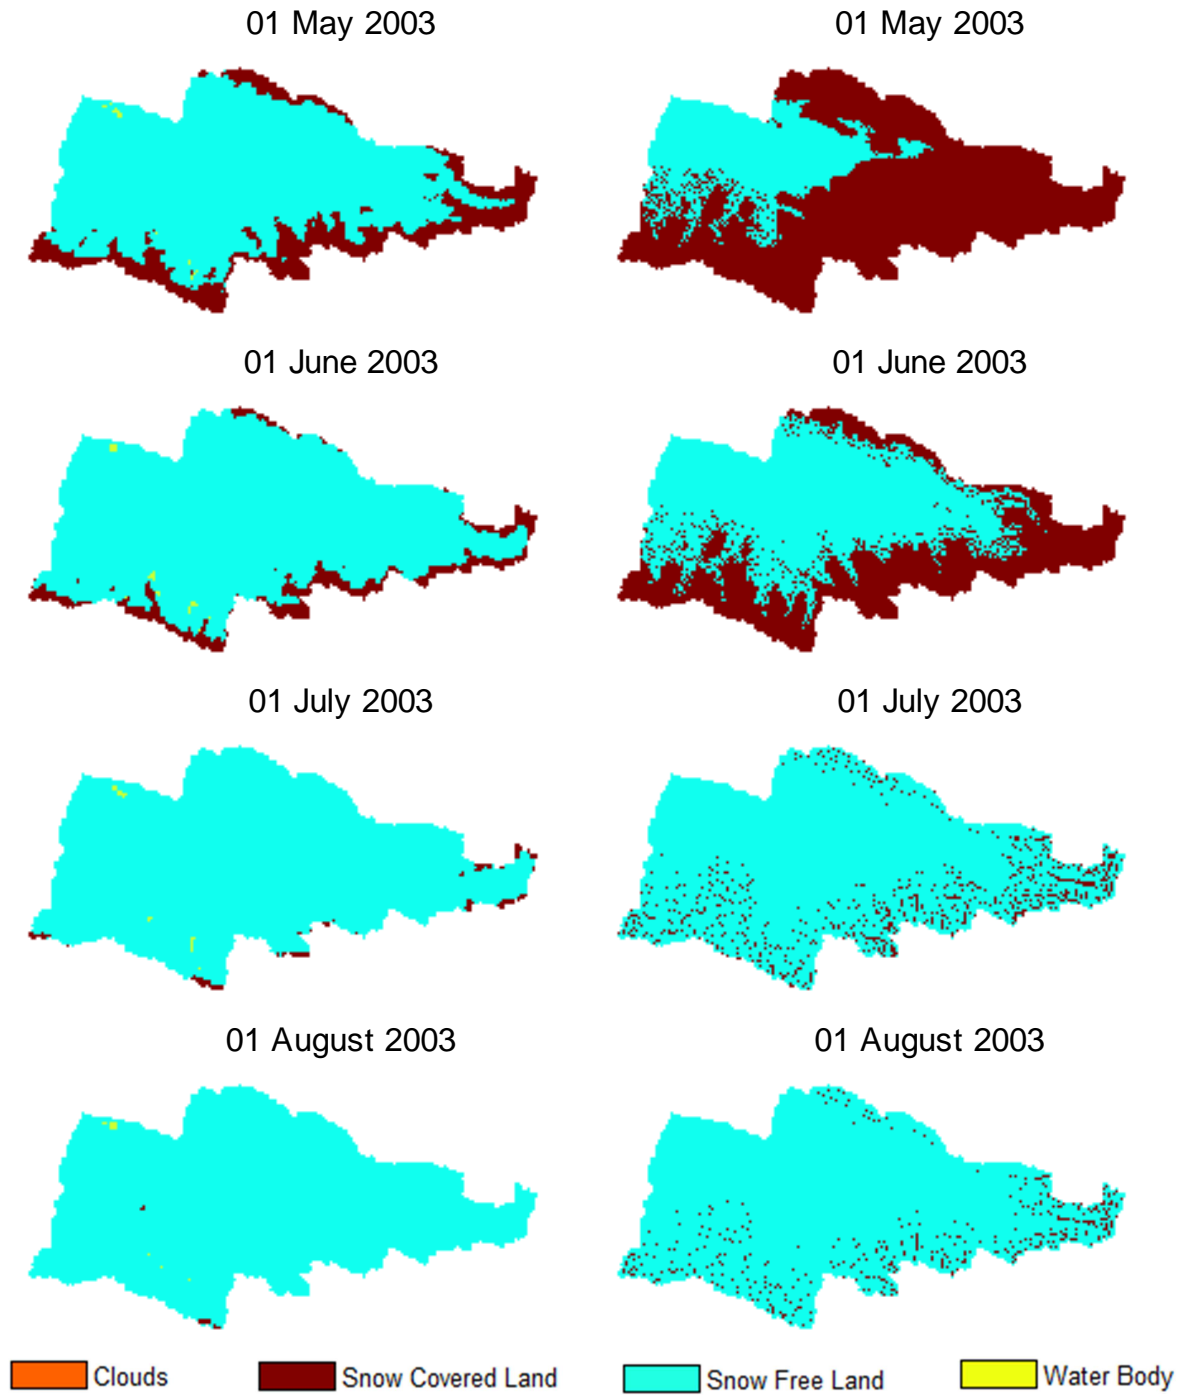 01 May 2003
01 May 2003
01 June 2003
01 June 2003
01 July 2003
01 July 2003
01 August 2003
01 August 2003
Clouds
Snow Covered Land
Snow Free Land
Water Body